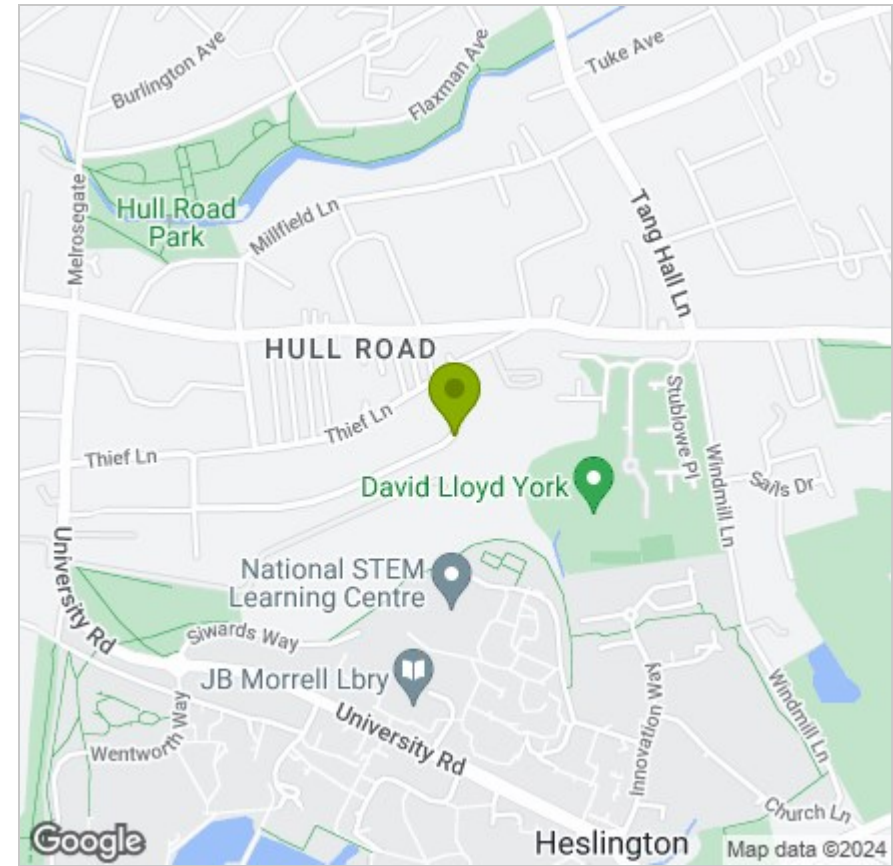 Burlington Ave
Flaxman Ave
Tuke Ave
Melrosegate
Hull Road
Park
Millfield Ln
Tang Hall Ln
HULL ROAD
Thief Ln
Thief Ln
Stublowe Pl
David Lloyd York
Windmill Ln
Sails Dr
University Rd
National STEM
Learning Centre
Siwards Way
JB Morrell Lbry
University Rd
Wentworth Way
Innovation Way
Windmill Ln
Church Ln
Heslington
Google
Map data ©2024